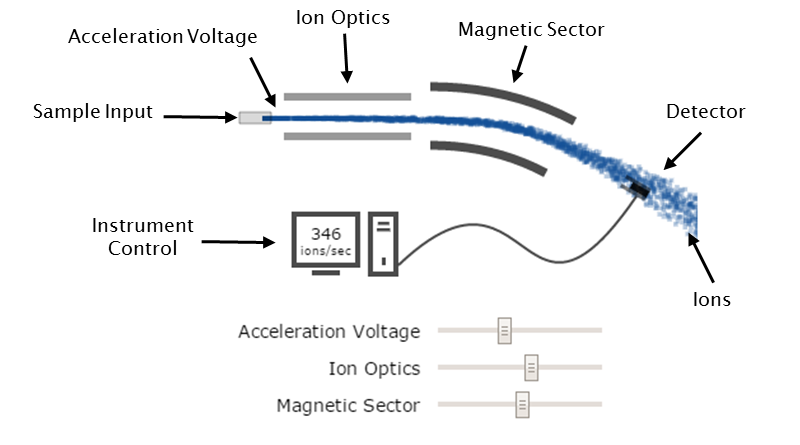 Ion Optics
Acceleration Voltage
Magnetic Sector
Sample Input
Detector
Instrument
Control
346
ions/sec
Ions
Acceleration Voltage
Ion Optics
Magnetic Sector